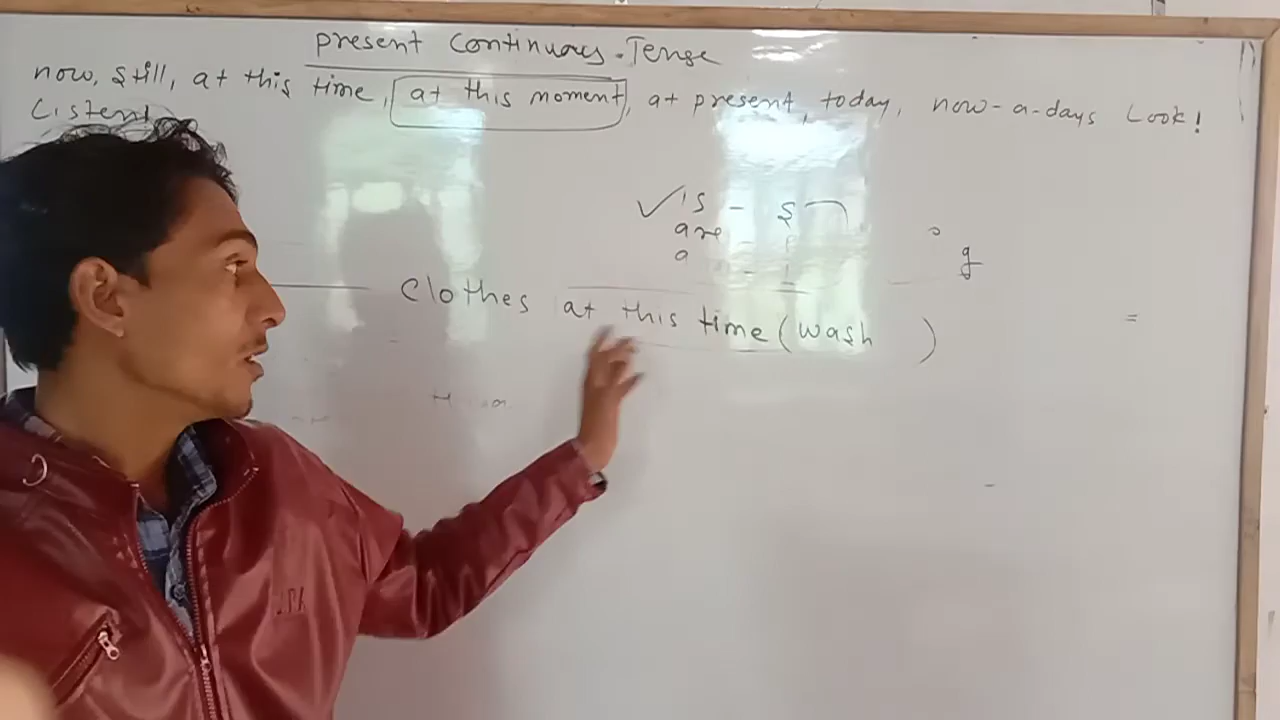 present Continuous Tense
now, still, at this time, at this moment, at present, today, now-a-days Look!
Listen!
✓is - s
are
a
g
Clothes at this time (wash )